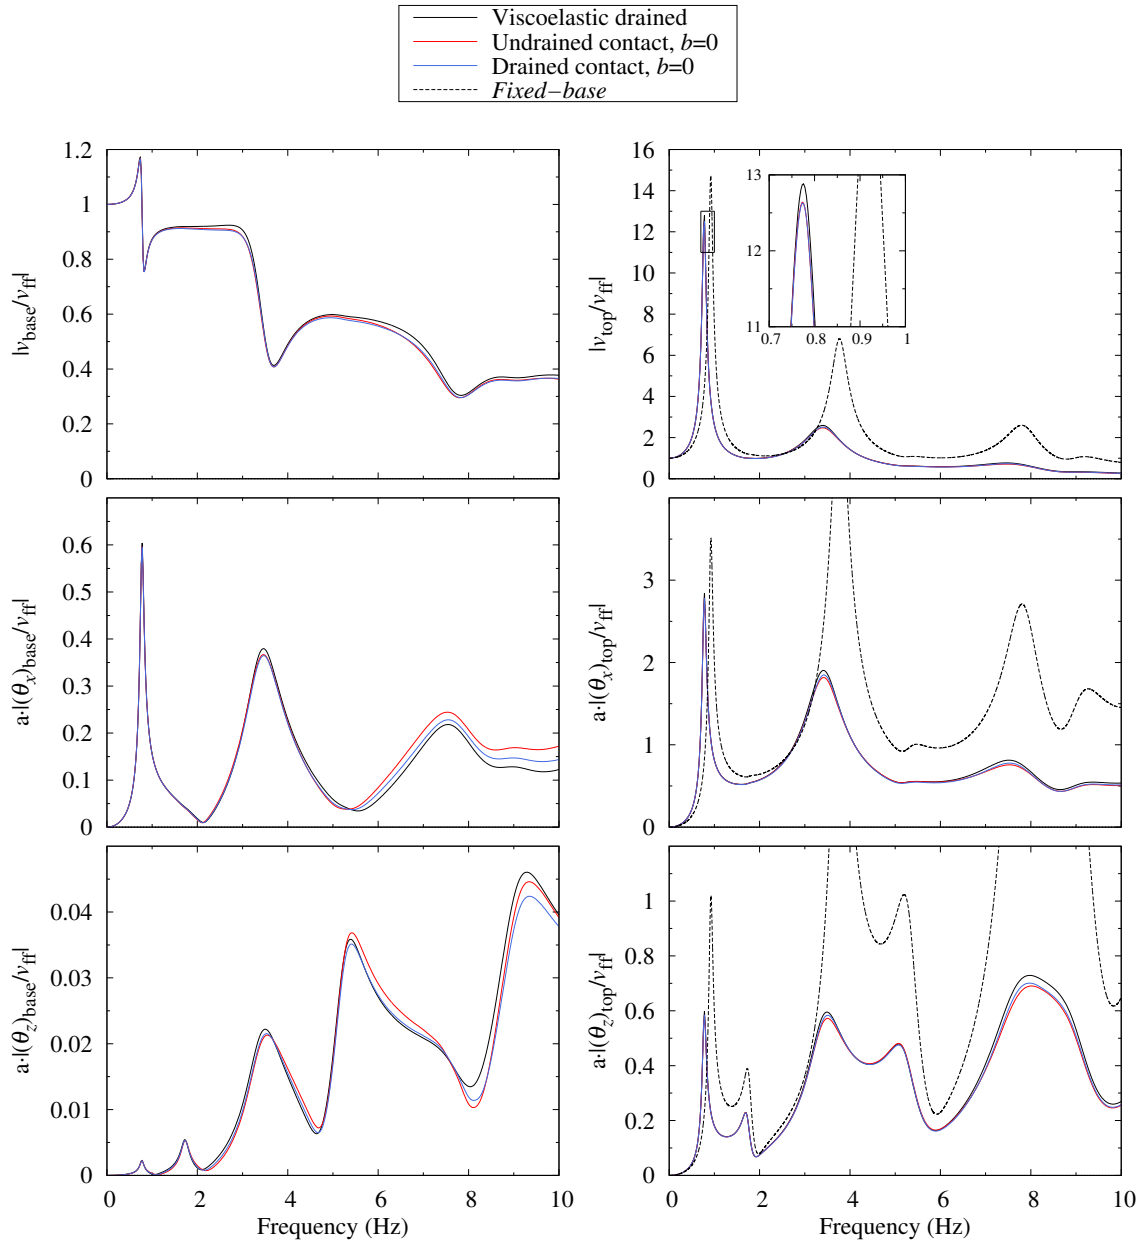 Viscoelastic drained
Undrained contact, b=0
Drained contact, b=0
Fixed−base
1.2
1
0.8
0.6
0.4
0.2
0
|v_base/v_ff|
16
14
12
10
8
6
4
2
0
|v_top/v_ff|
13
12
11
0.7 0.8 0.9 1
0.6
0.5
0.4
0.3
0.2
0.1
0
a·|(θ_x)_base/v_ff|
3
2
1
0
a·|(θ_x)_top/v_ff|
0.04
0.03
0.02
0.01
0
a·|(θ_z)_base/v_ff|
0 2 4 6 8 10
Frequency (Hz)
1
0.8
0.6
0.4
0.2
0
a·|(θ_z)_top/v_ff|
0 2 4 6 8 10
Frequency (Hz)